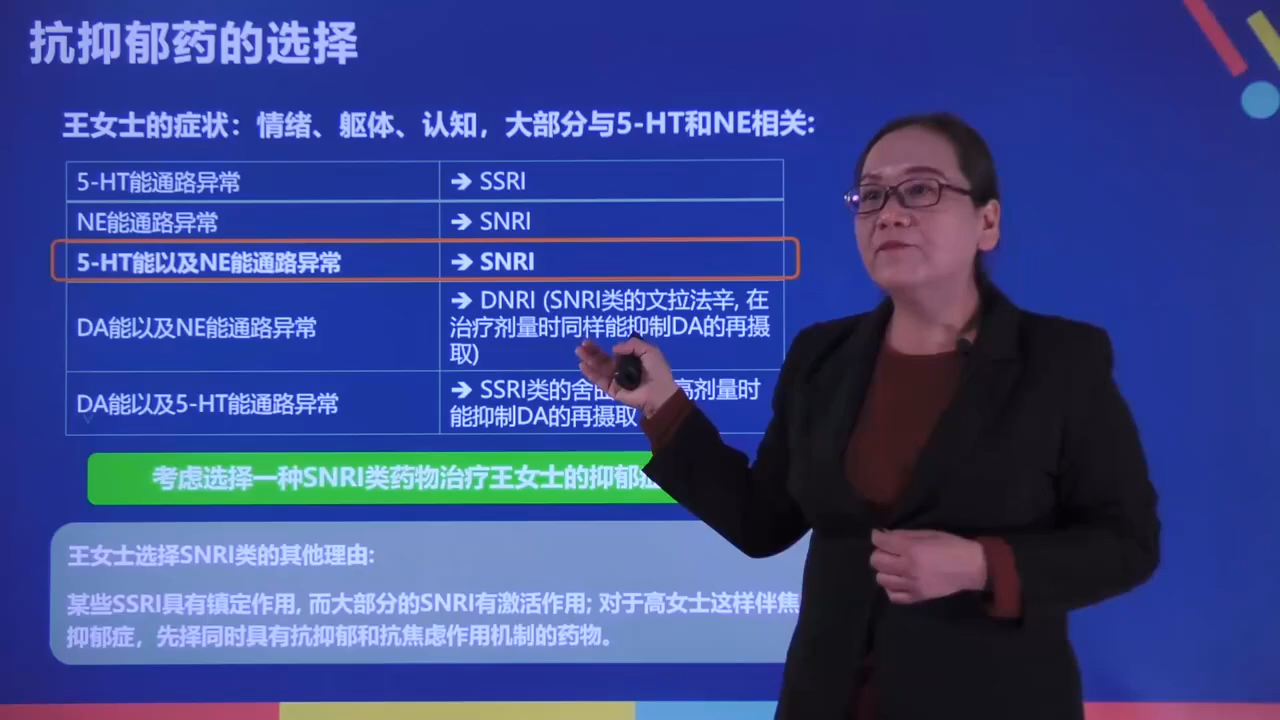 抗抑郁药的选择
王女士的症状：情绪、躯体、认知，大部分与5-HT和NE相关:
5-HT能通路异常 → SSRI
NE能通路异常 → SNRI
5-HT能以及NE能通路异常 → SNRI
DA能以及NE能通路异常 → DNRI (SNRI类的文拉法辛, 在
治疗剂量时同样能抑制DA的再摄
取)
DA能以及5-HT能通路异常 → SSRI类的舍 高剂量时
能抑制DA的再摄取
考虑选择一种SNRI类药物治疗王女士的抑郁
王女士选择SNRI类的其他理由:
某些SSRI具有镇定作用, 而大部分的SNRI有激活作用; 对于高女士这样伴焦
抑郁症，先择同时具有抗抑郁和抗焦虑作用机制的药物。